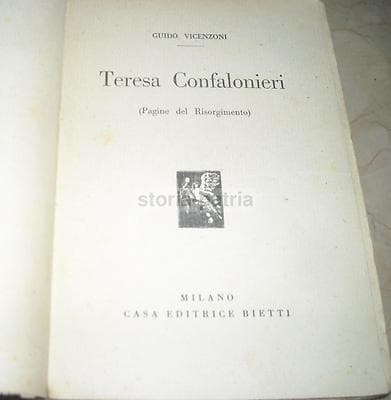 GUIDO VICENZONI
Teresa Confalonieri
(Pagine del Risorgimento)
storia-patria
MILANO
CASA EDITRICE BIETTI